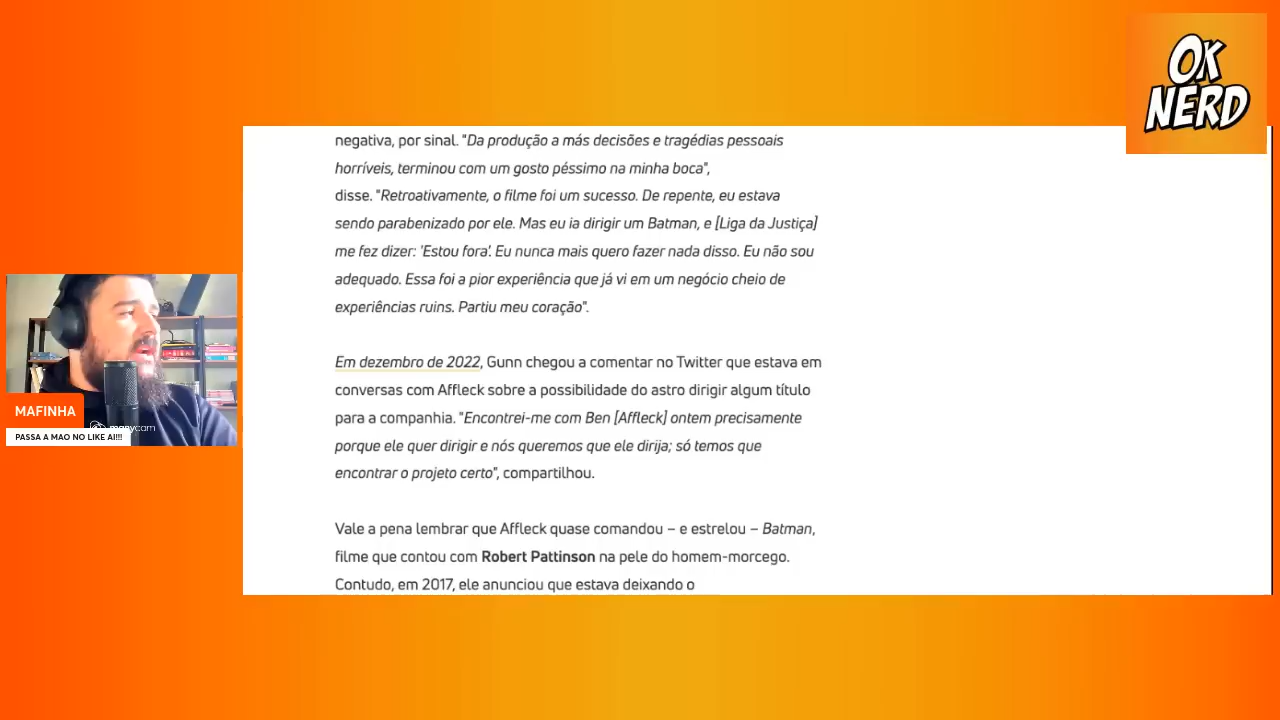 OK
NERD
negativa, por sinal. "Da produção a más decisões e tragédias pessoais
horríveis, terminou com um gosto péssimo na minha boca",
disse. "Retroativamente, o filme foi um sucesso. De repente, eu estava
sendo parabenizado por ele. Mas eu ia dirigir um Batman, e [Liga da Justiça]
me fez dizer: 'Estou fora'. Eu nunca mais quero fazer nada disso. Eu não sou
adequado. Essa foi a pior experiência que já vi em um negócio cheio de
experiências ruins. Partiu meu coração".
Em dezembro de 2022, Gunn chegou a comentar no Twitter que estava em
conversas com Affleck sobre a possibilidade do astro dirigir algum título
para a companhia. "Encontrei-me com Ben [Affleck] ontem precisamente
porque ele quer dirigir e nós queremos que ele dirija; só temos que
encontrar o projeto certo", compartilhou.
Vale a pena lembrar que Affleck quase comandou – e estrelou – Batman,
filme que contou com Robert Pattinson na pele do homem-morcego.
Contudo, em 2017, ele anunciou que estava deixando o
MAFINHA
manycam
PASSA A MAO NO LIKE AI!!!